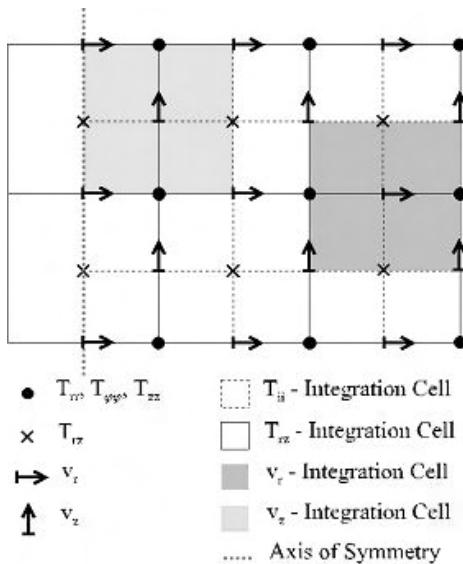 T_rr, T_φφ, T_zz
T_rz
v_r
v_z
T_ii - Integration Cell
T_rz - Integration Cell
v_r - Integration Cell
v_z - Integration Cell
Axis of Symmetry